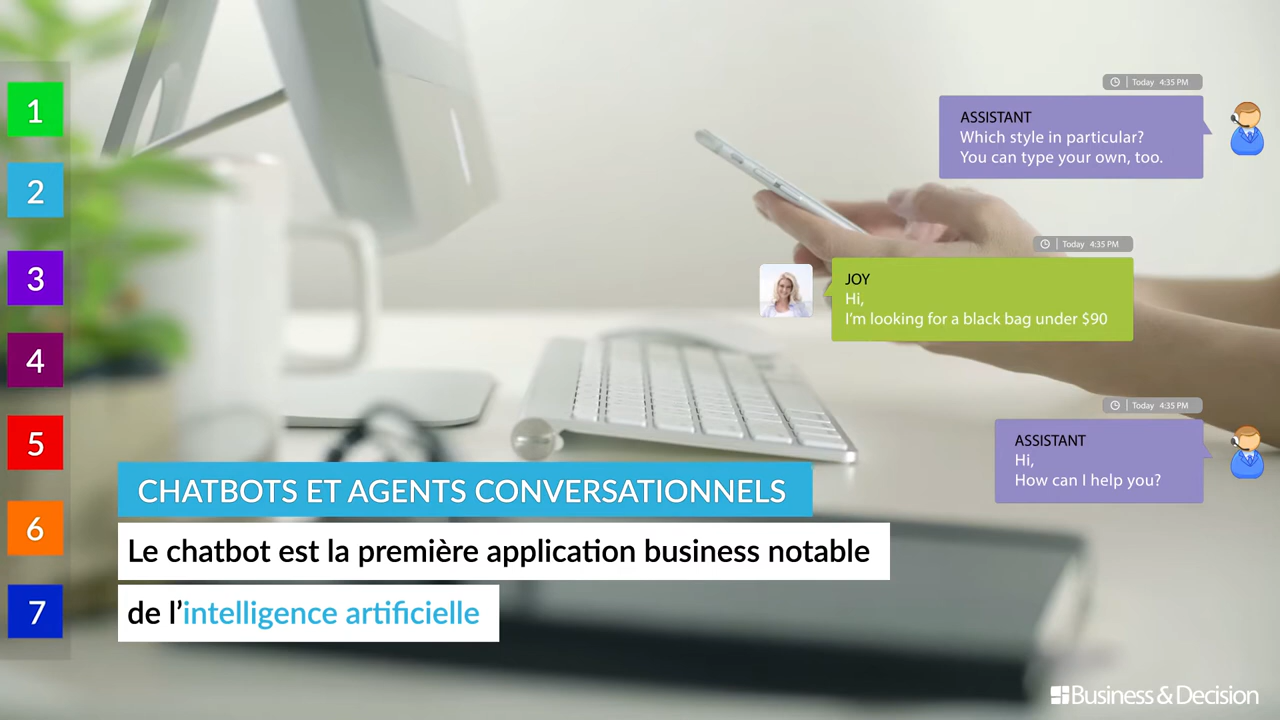 1
2
3
4
5
6
7
Today 4:35 PM
ASSISTANT
Which style in particular?
You can type your own, too.
Today 4:35 PM
JOY
Hi,
I'm looking for a black bag under $90
Today 4:35 PM
ASSISTANT
Hi,
How can I help you?
CHATBOTS ET AGENTS CONVERSATIONNELS
Le chatbot est la première application business notable
de l'intelligence artificielle
Business & Decision